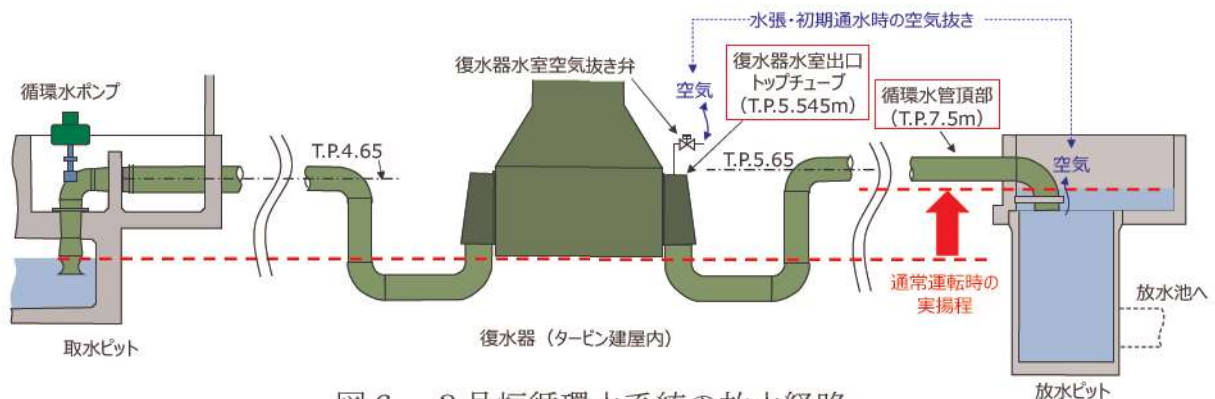 水張・初期通水時の空気抜き
循環水ポンプ
復水器水室空気抜き弁
空気
復水器水室出口
トップチューブ
(T.P.5.545m)
循環水管頂部
(T.P.7.5m)
T.P.4.65
T.P.5.65
空気
通常運転時の
実揚程
放水池へ
取水ピット
復水器（タービン建屋内）
放水ピット